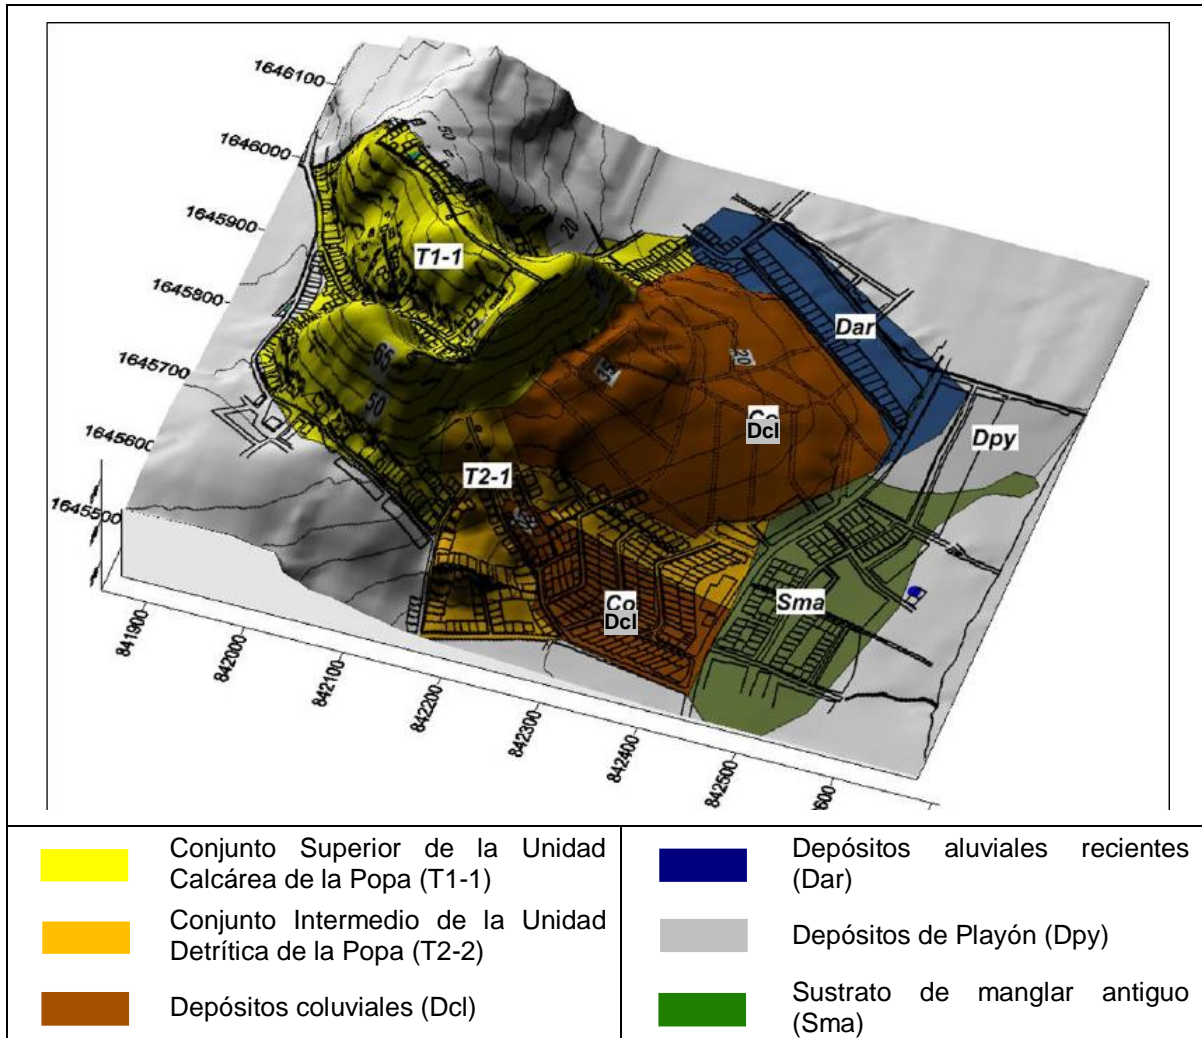 1646100
1646000
1645900
1645800
1645700
1645600
1645500
50
20
T1-1
65
50
35
20
Dar
Dcl
Dpy
T2-1
Co
Dcl
Sma
841900
842000
842100
842200
842300
842400
842500
600
Conjunto Superior de la Unidad
Calcárea de la Popa (T1-1)
Conjunto Intermedio de la Unidad
Detrítica de la Popa (T2-2)
Depósitos coluviales (Dcl)
Depósitos aluviales recientes
(Dar)
Depósitos de Playón (Dpy)
Sustrato de manglar antiguo
(Sma)